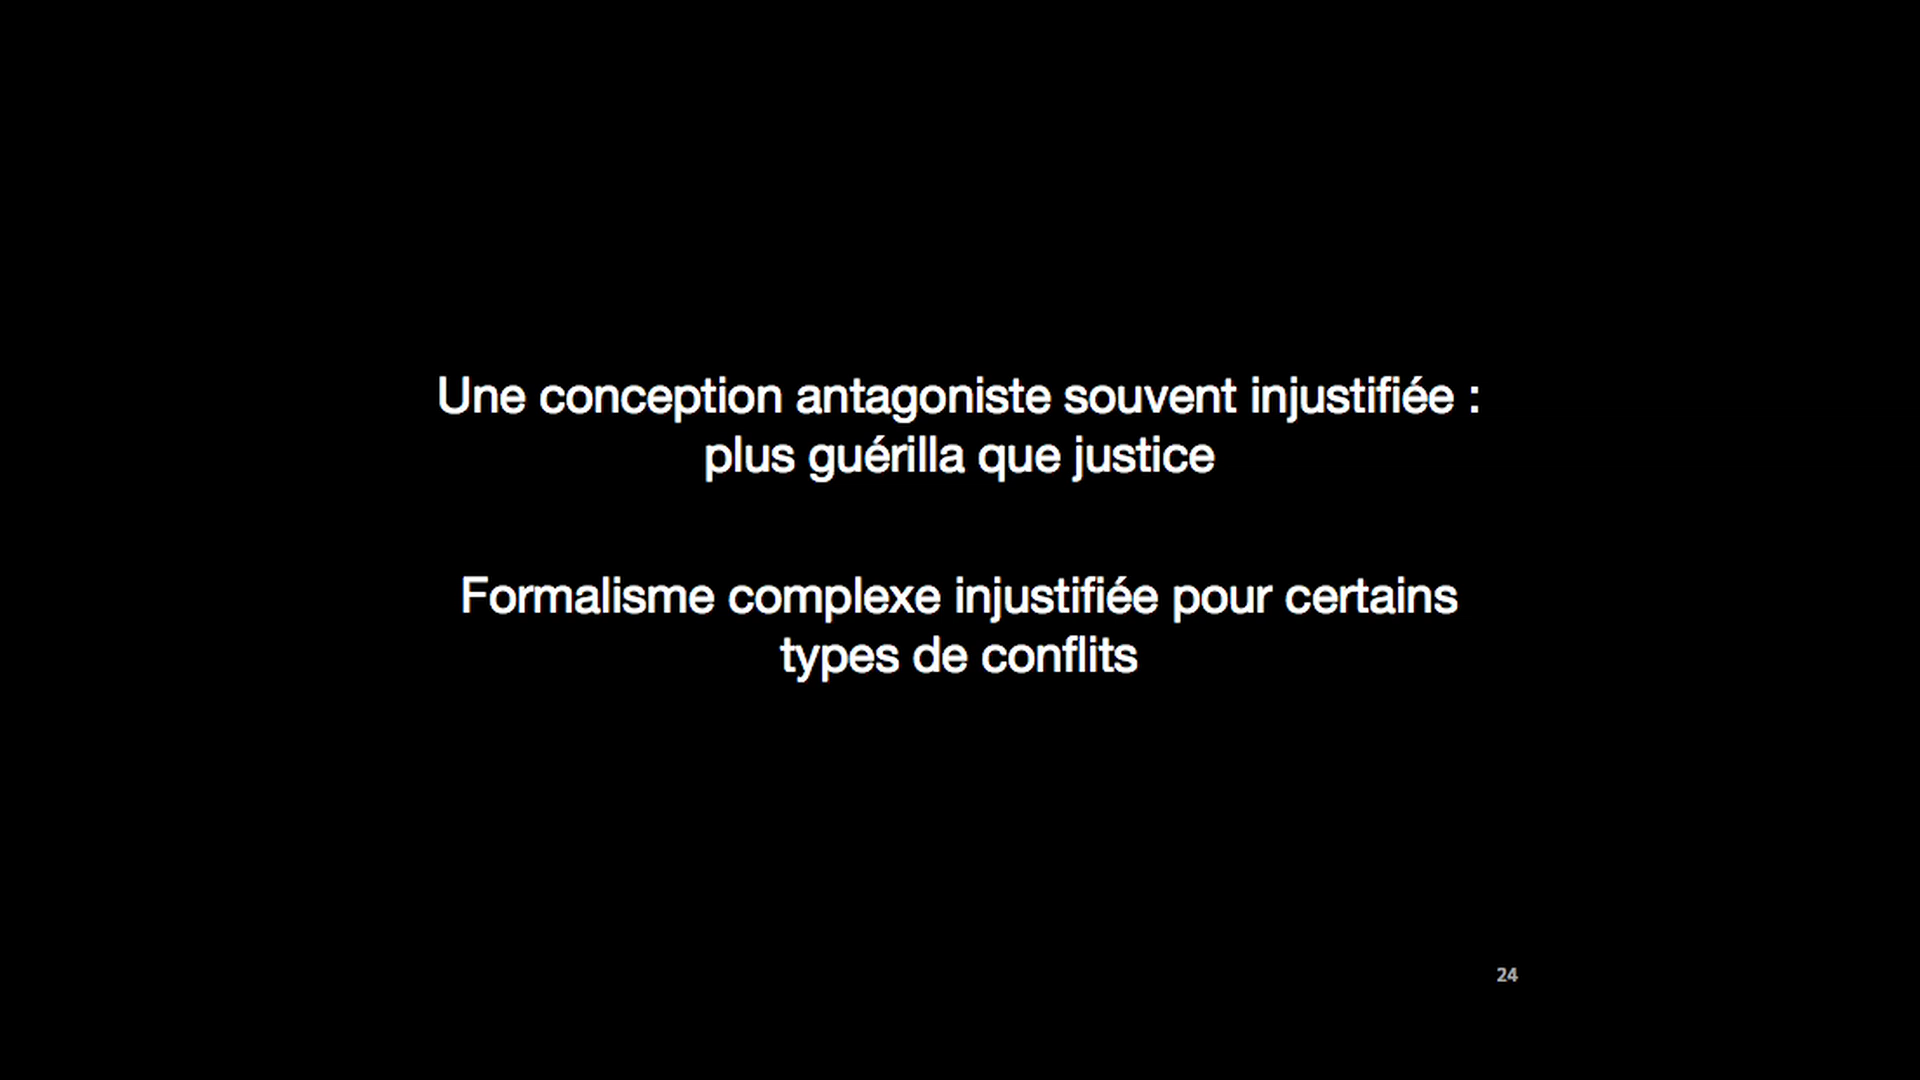 Une conception antagoniste souvent injustifiée :
plus guérilla que justice
Formalisme complexe injustifiée pour certains
types de conflits
24